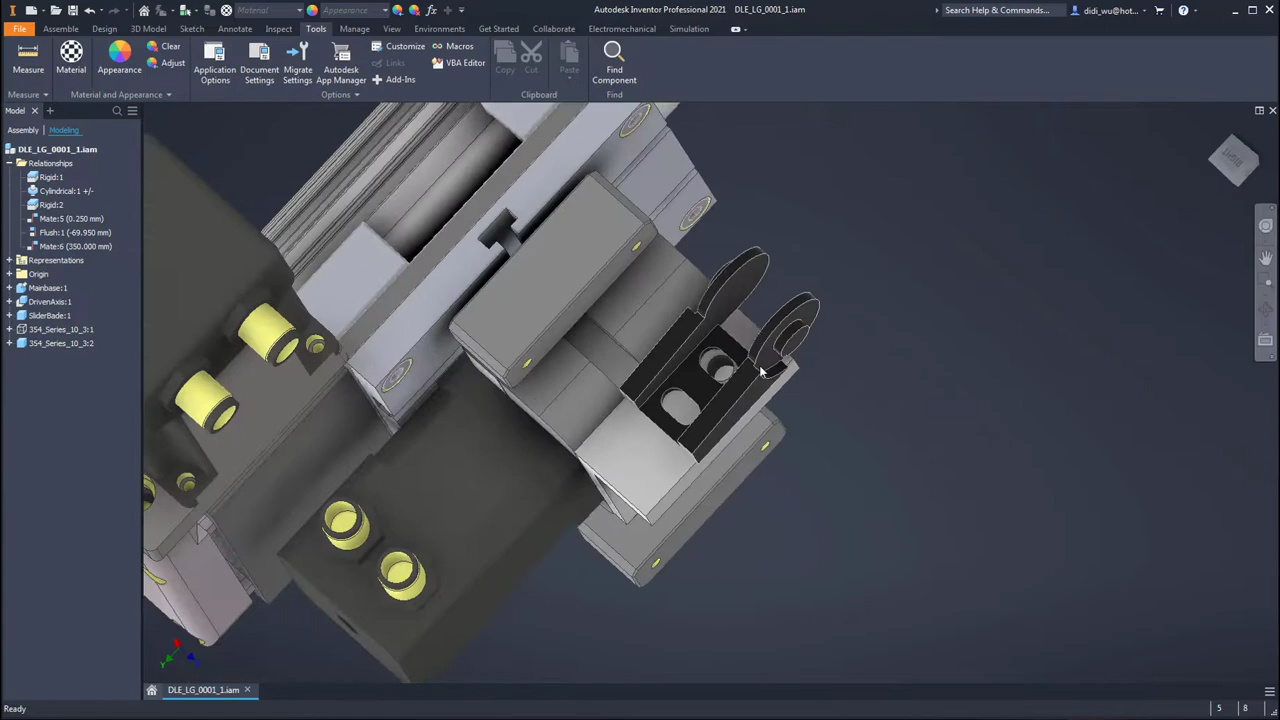 Material
Appearance
Autodesk Inventor Professional 2021 DLE_LG_0001_1.iam
Search Help & Commands...
didi_wu@hot...
File Assembly Design 3D Model Sketch Annotate Inspect Tools Manage View Environments Get Started Collaborate Electromechanical Simulation
Measure
Material
Appearance
Clear
Adjust
Application Options
Document Settings
Migrate Settings
Autodesk App Manager
Customize
Links
Add-Ins
Macros
VBA Editor
Copy
Cut
Paste
Find Component
Measure
Material and Appearance
Options
Clipboard
Find
Model
Assembly Modeling
DLE_LG_0001_1.iam
Relationships
Rigid:1
Cylindrical:1 +/-
Rigid:2
Mate:5 (0.250 mm)
Flush:1 (-69.950 mm)
Mate:6 (350.000 mm)
Representations
Origin
Mainbase:1
DrivenAxis:1
SliderBade:1
354_Series_10_3:1
354_Series_10_3:2
Z
Y
DLE_LG_0001_1.iam
Ready
5 8